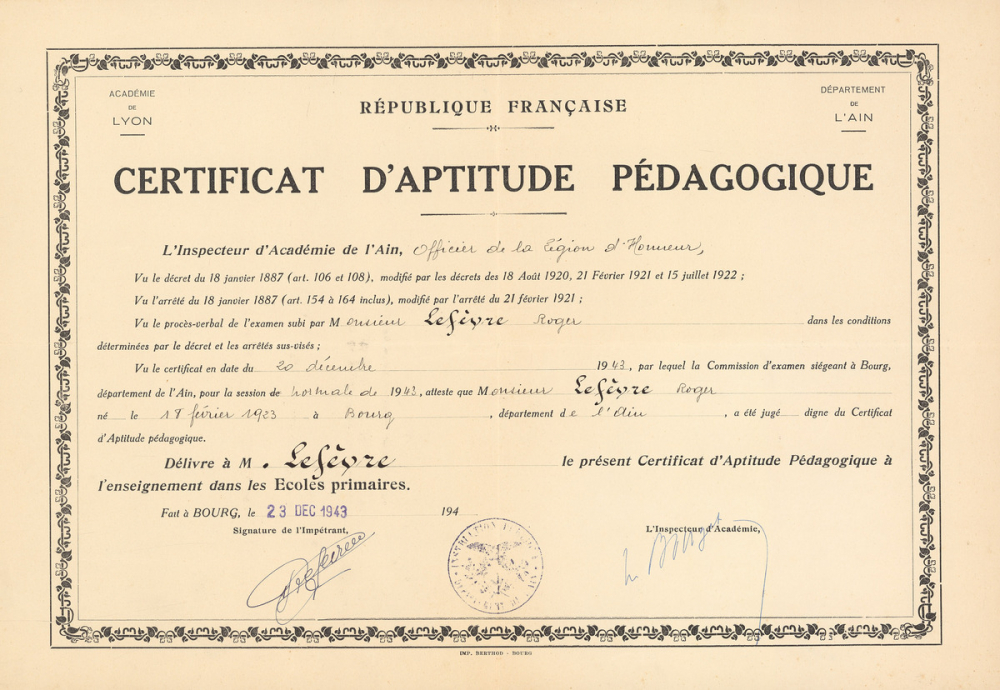 ACADÉMIE
DE
LYON
RÉPUBLIQUE FRANÇAISE
DÉPARTEMENT
DE
L'AIN
CERTIFICAT D'APTITUDE PÉDAGOGIQUE
L'Inspecteur d'Académie de l'Ain, Officier de la Légion d'Honneur,
Vu le décret du 18 janvier 1887 (art. 106 et 108), modifié par les décrets des 18 Août 1920, 21 Février 1921 et 15 juillet 1922 ;
Vu l'arrêté du 18 janvier 1887 (art. 154 à 164 inclus), modifié par l'arrêté du 21 février 1921 ;
Vu le procès-verbal de l'examen subi par Monsieur Lefèvre Roger dans les conditions
déterminées par le décret et les arrêtés sus-visés ;
Vu le certificat en date du 20 décembre 1943, par lequel la Commission d'examen siégeant à Bourg,
département de l'Ain, pour la session de normale de 1943, atteste que Monsieur Lefèvre Roger
né le 18 février 1923 à Bourg, département de l'Ain, a été jugé digne du Certificat
d'Aptitude pédagogique.
Délivre à M. Lefèvre le présent Certificat d'Aptitude Pédagogique à
l'enseignement dans les Ecoles primaires.
Fait à BOURG, le 23 DEC 1943 194
Signature de l'Impétrant,
L'Inspecteur d'Académie,
INSTRUCTION
IMP. BERTHOD - BOURG